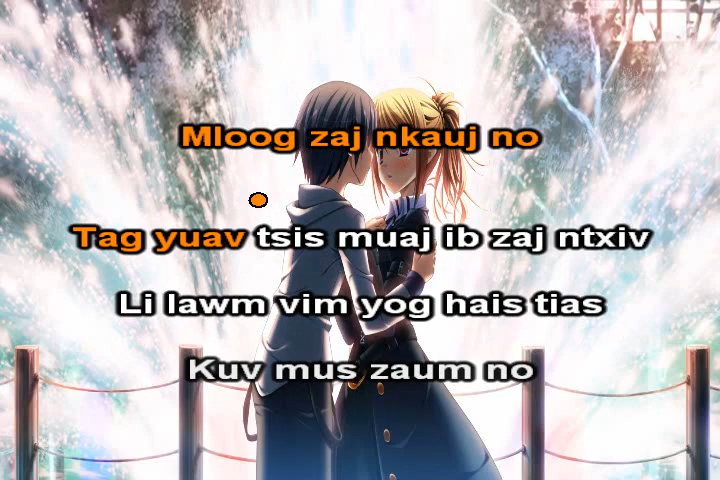 Mloog zaj nkauj no
Tag yuav tsis muaj ib zaj ntxiv
Li lawm vim yog hais tias
Kuv mus zaum no